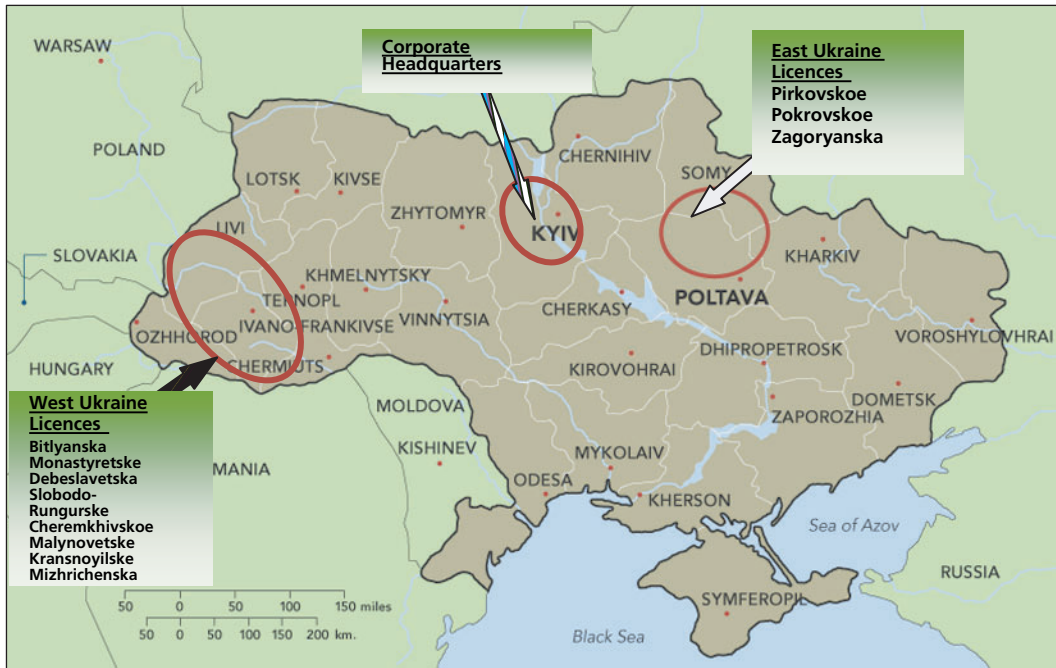 WARSAW
Corporate
Headquarters
East Ukraine
Licences
Pirkovskoe
Pokrovskoe
Zagoryanska
POLAND
CHERNIHIV
SOMY
LOTSK
KIVSE
ZHYTOMYR
LIVI
KYIV
KHARKIV
SLOVAKIA
KHMELNYTSKY
TERNOPL
POLTAVA
CHERKASY
IVANO-FRANKIVSE
VINNYTSIA
VOROSHYLOVHRAI
OZHHOROD
DHIPROPETROSK
HUNGARY
CHERMIUTS
KIROVOHRAI
DOMETSK
West Ukraine
Licences
Bitlyanska
Monastyretske
Debeslavetska
Slobodo-
Rungurske
Cheremkhivskoe
Malynovetske
Kransnoyilske
Mizhrichenska
MOLDOVA
ZAPOROZHIA
KISHINEV
MANIA
MYKOLAIV
ODESA
KHERSON
Sea of Azov
RUSSIA
50 0 50 100 150 miles
50 0 50 100 150 200 km.
SYMFEROPIL
Black Sea